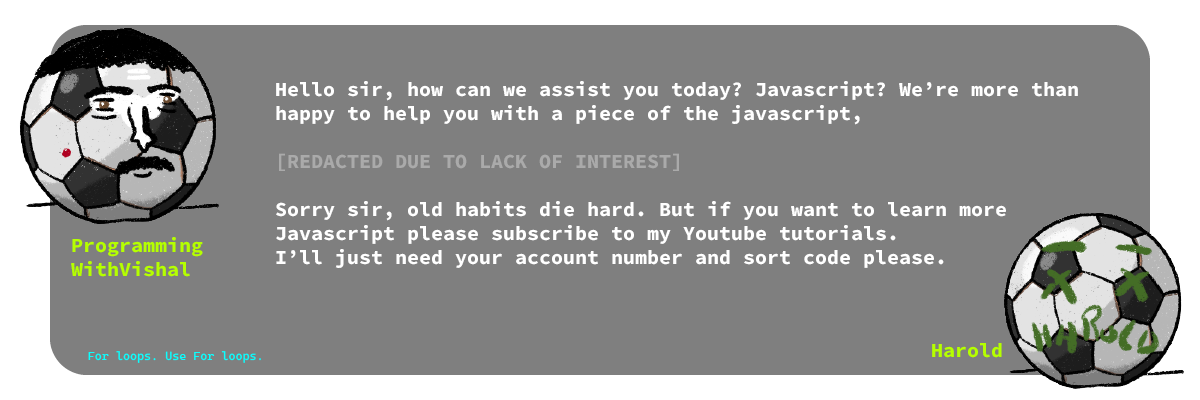 Hello sir, how can we assist you today? Javascript? We’re more than
happy to help you with a piece of the javascript,
[REDACTED DUE TO LACK OF INTEREST]
Sorry sir, old habits die hard. But if you want to learn more
Javascript please subscribe to my Youtube tutorials.
I’ll just need your account number and sort code please.
Programming
WithVishal
For loops. Use For loops.
Harold